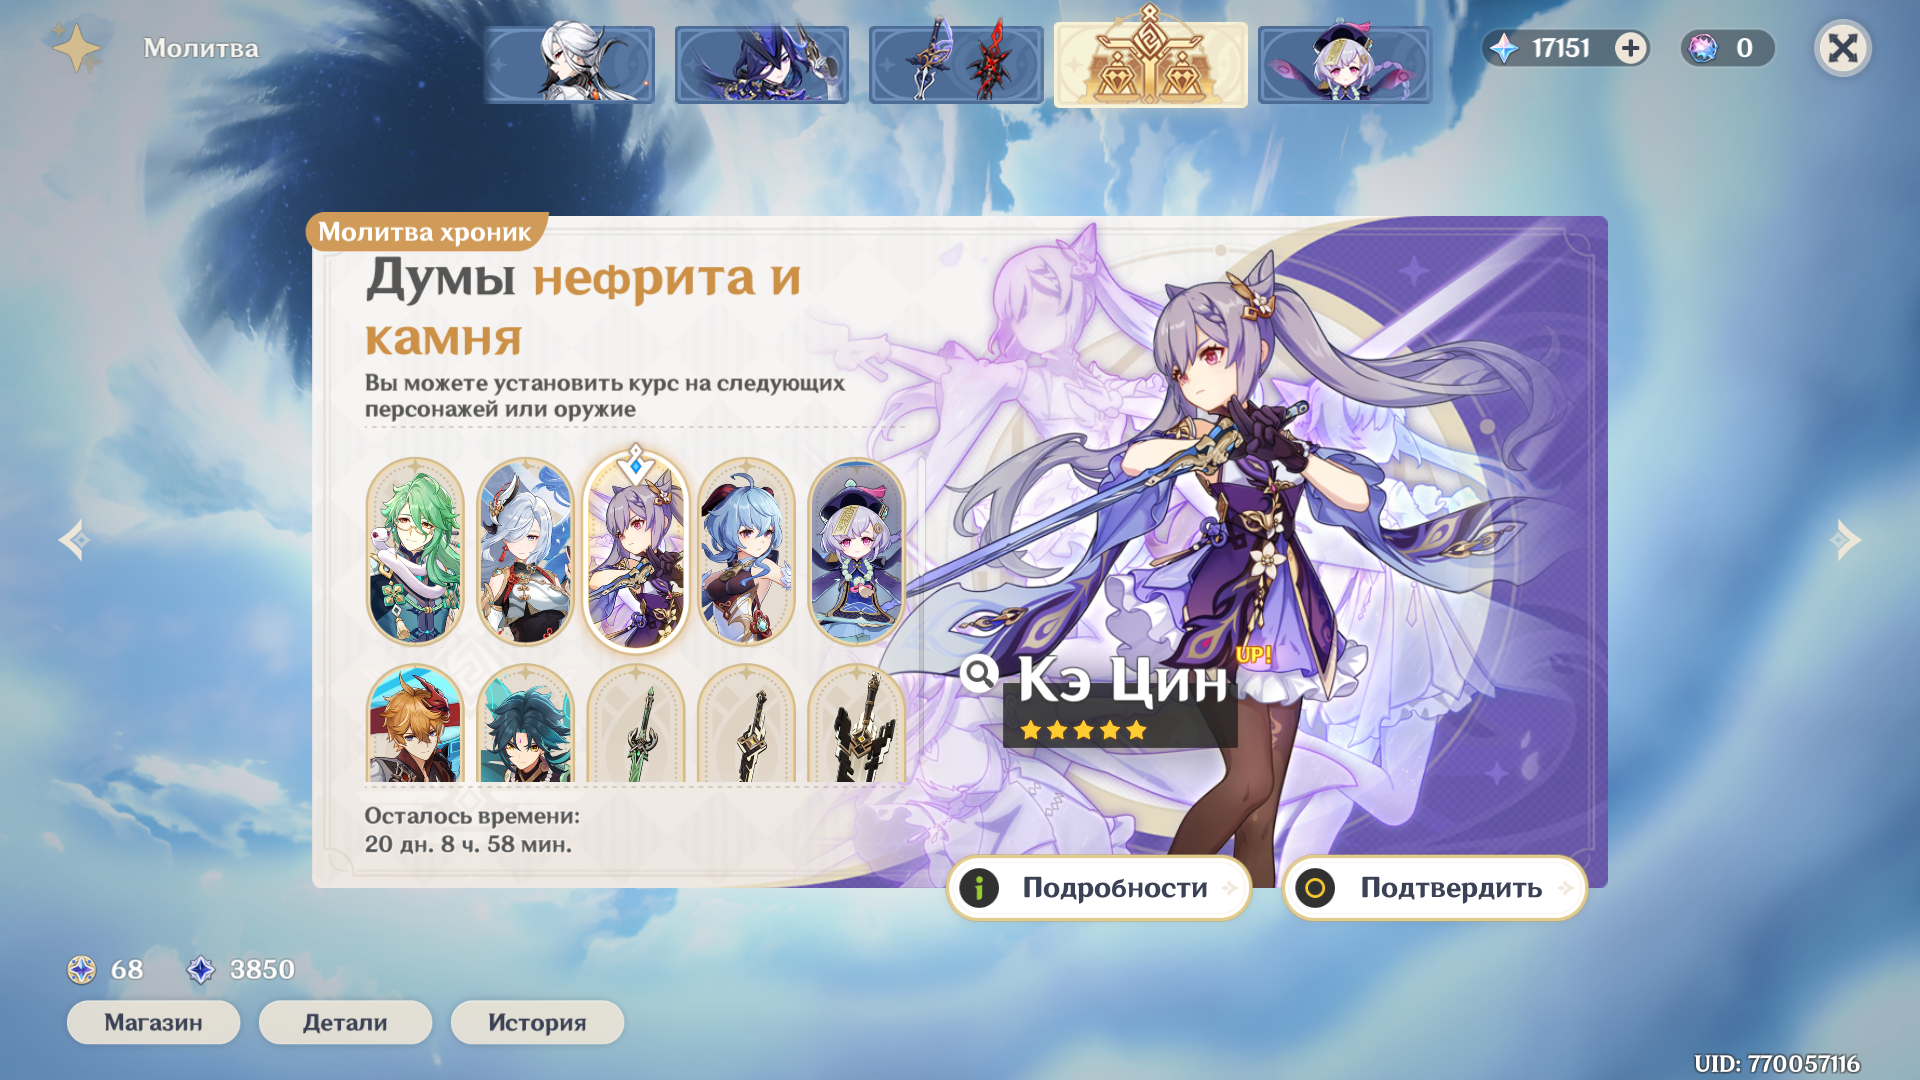 Молитва
17151
0
Молитва хроник
Думы нефрита и
камня
Вы можете установить курс на следующих
персонажей или оружие
UP!
Кэ Цин
Осталось времени:
20 дн. 8 ч. 58 мин.
Подробности
Подтвердить
68
3850
Магазин
Детали
История
UID: 770057116